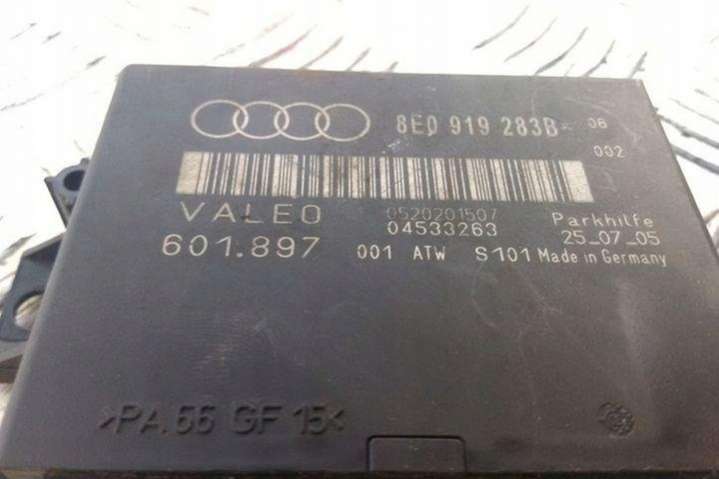 8E0 919 283B 06
002
VALEO 0520201507 Parkhilfe
601.897 04533263 25_07_05
001 ATW S101 Made in Germany
>PA.66 GF 15<